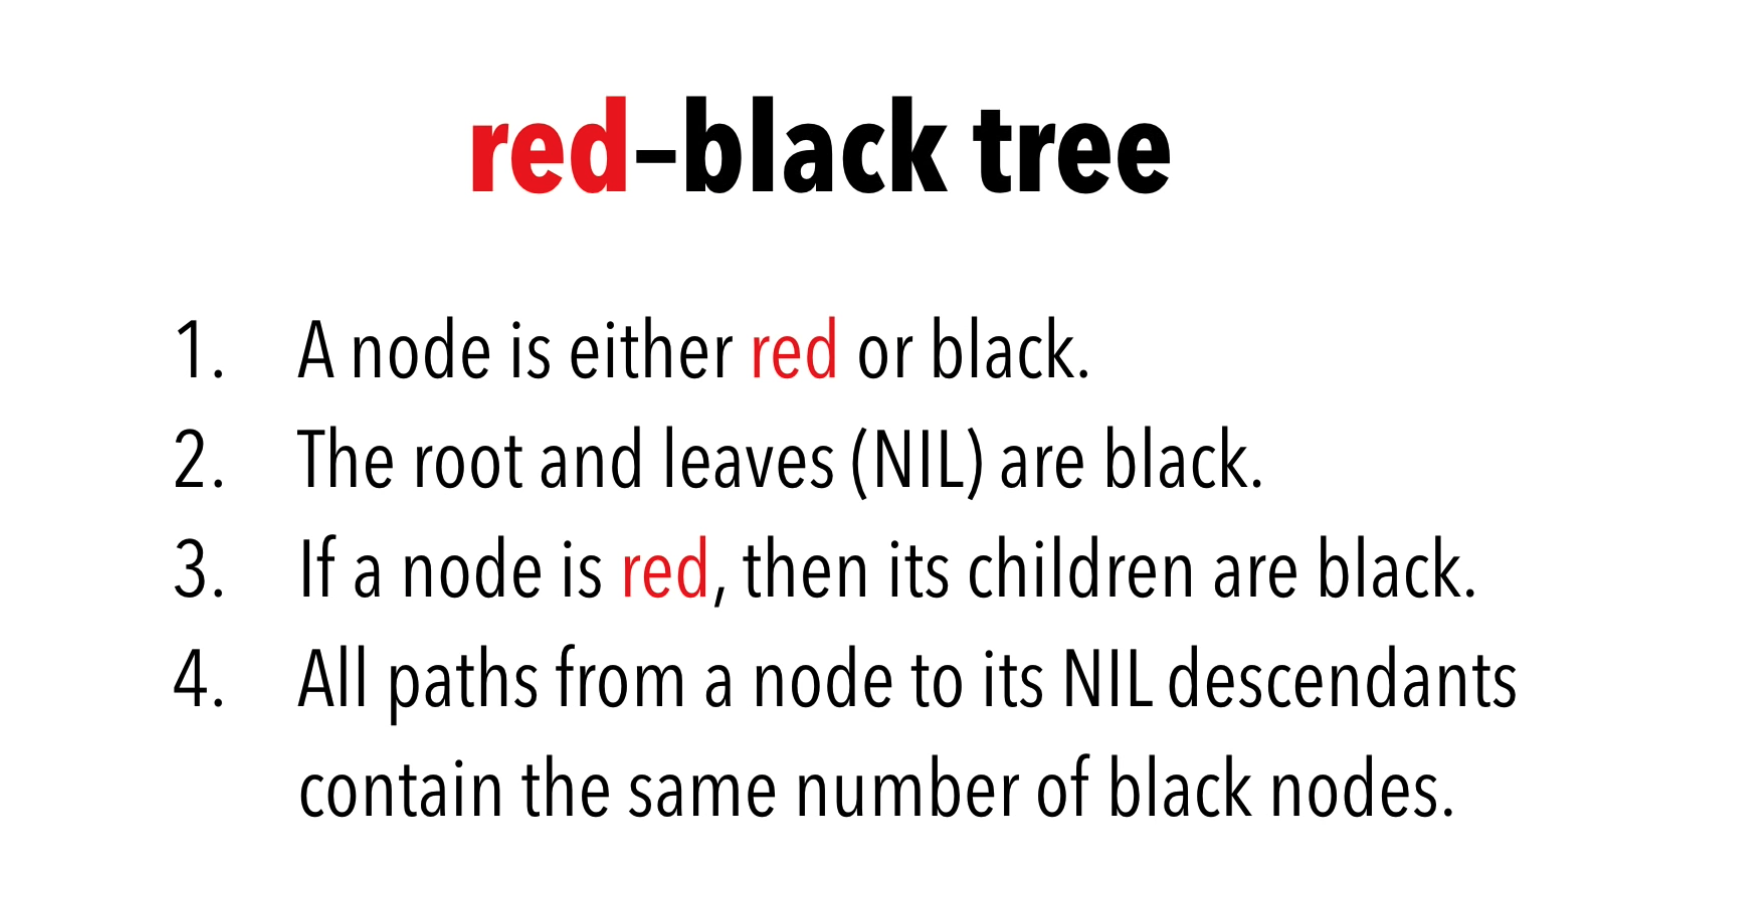 red–black tree
1. A node is either red or black.
2. The root and leaves (NIL) are black.
3. If a node is red, then its children are black.
4. All paths from a node to its NIL descendants
contain the same number of black nodes.